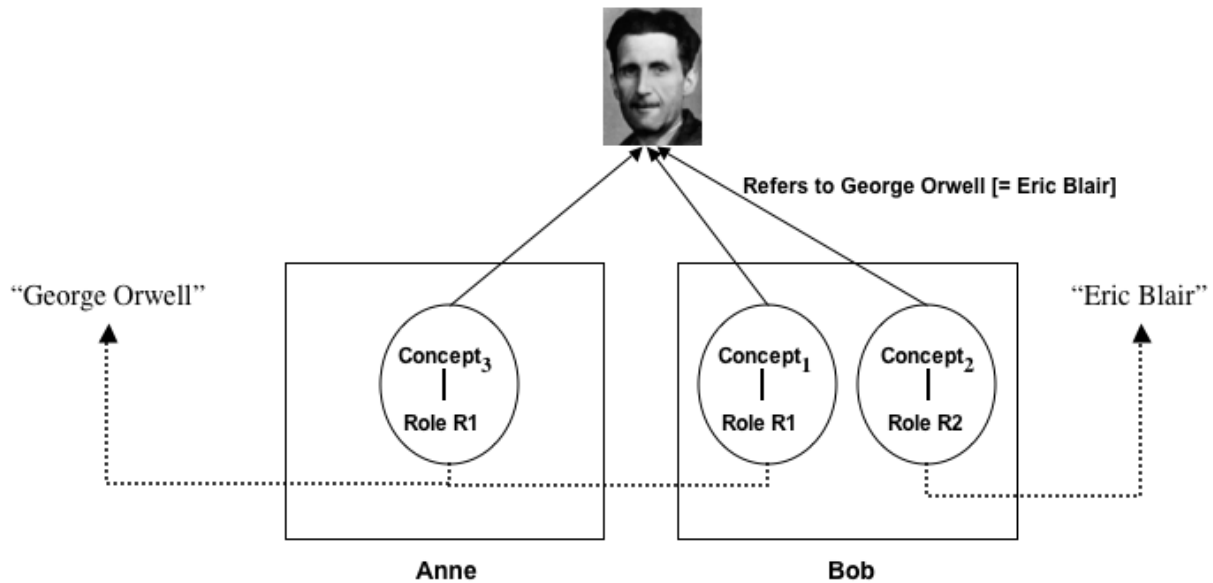 Refers to George Orwell [= Eric Blair]
“George Orwell”
“Eric Blair”
Concept3
Concept1
Concept2
Role R1
Role R1
Role R2
Anne
Bob